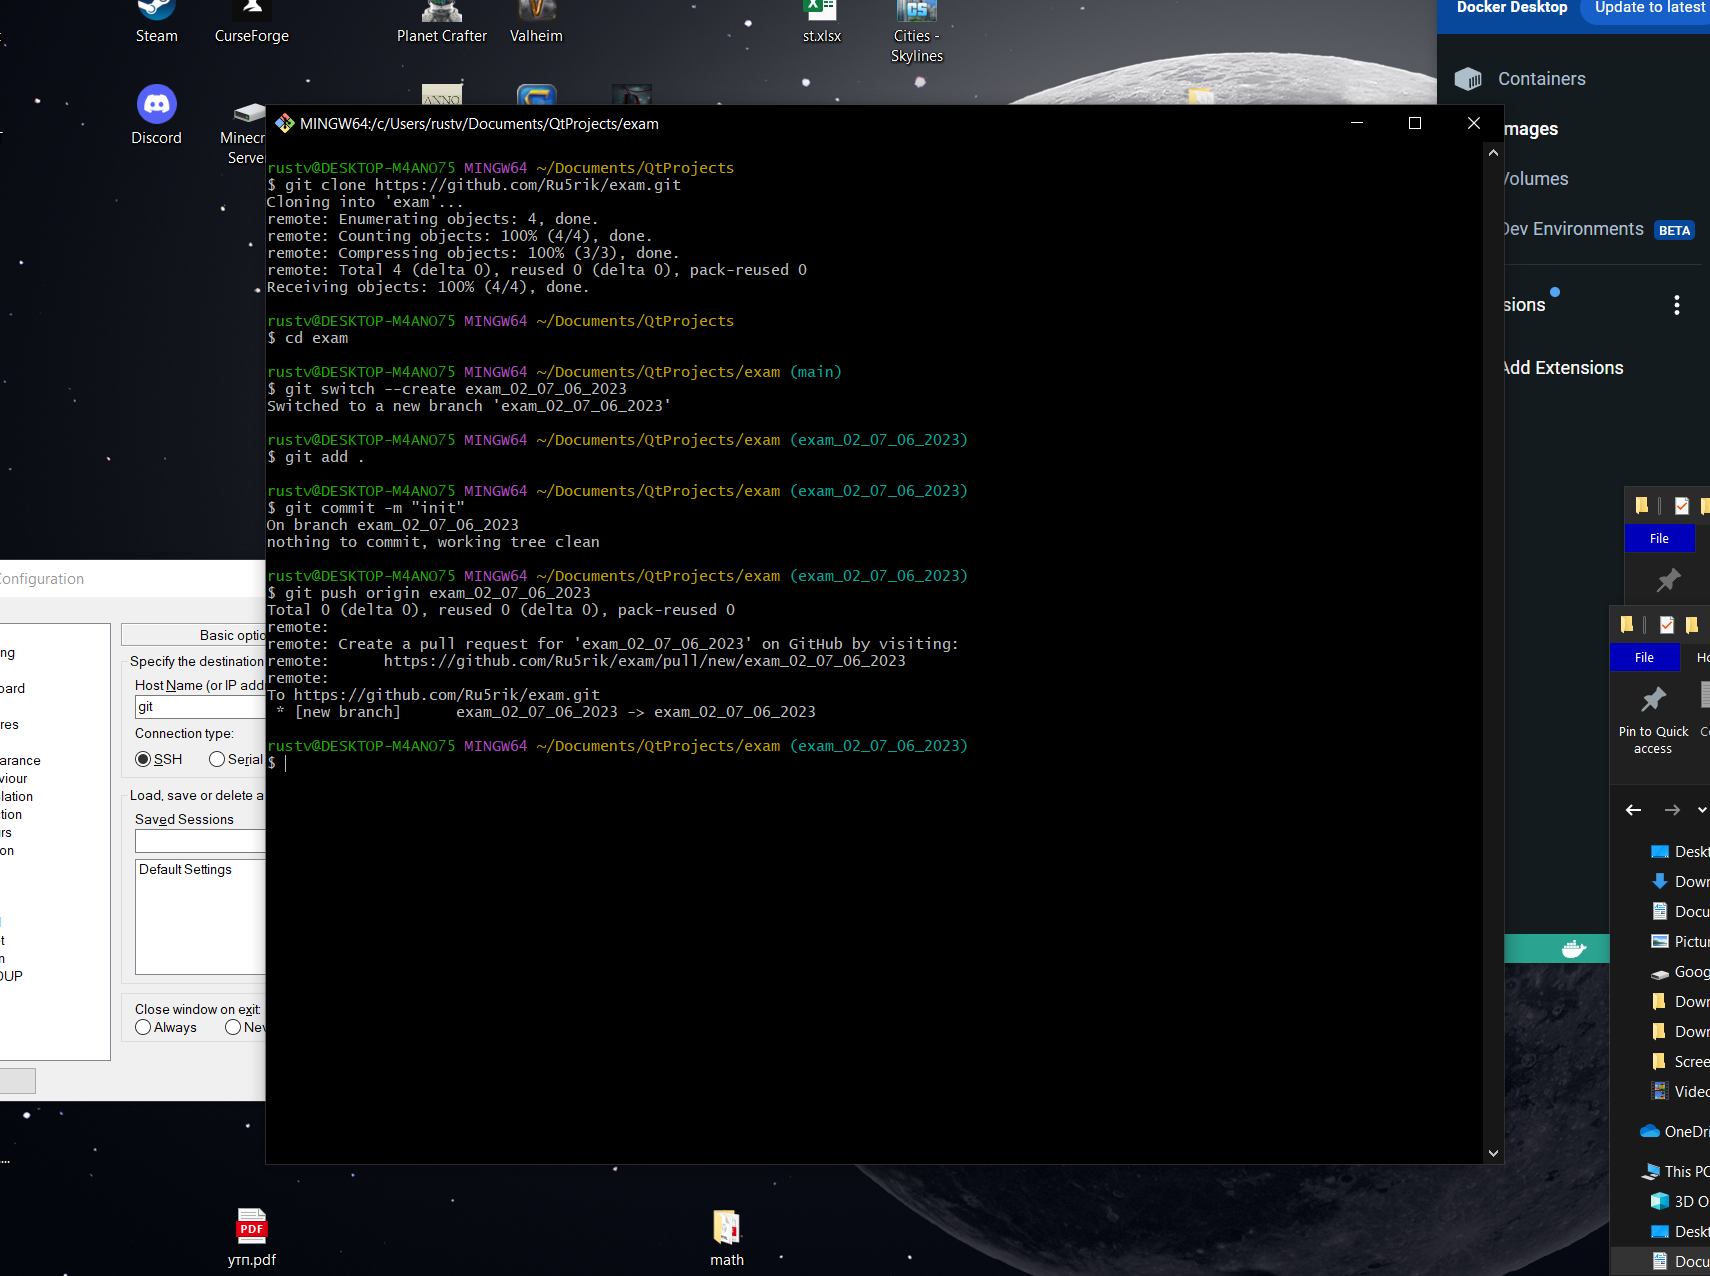 Steam
CurseForge
Planet Crafter
Valheim
st.xlsx
Cities -
Skylines
Discord
Minecr
Serve
AXNO
Docker Desktop
Update to latest
Containers
mages
Volumes
Dev Environments BETA
sions
Add Extensions
MINGW64:/c/Users/rustv/Documents/QtProjects/exam
rustv@DESKTOP-M4ANO75 MINGW64 ~/Documents/QtProjects
$ git clone https://github.com/Ru5rik/exam.git
Cloning into 'exam'...
remote: Enumerating objects: 4, done.
remote: Counting objects: 100% (4/4), done.
remote: Compressing objects: 100% (3/3), done.
remote: Total 4 (delta 0), reused 0 (delta 0), pack-reused 0
Receiving objects: 100% (4/4), done.
rustv@DESKTOP-M4ANO75 MINGW64 ~/Documents/QtProjects
$ cd exam
rustv@DESKTOP-M4ANO75 MINGW64 ~/Documents/QtProjects/exam (main)
$ git switch --create exam_02_07_06_2023
Switched to a new branch 'exam_02_07_06_2023'
rustv@DESKTOP-M4ANO75 MINGW64 ~/Documents/QtProjects/exam (exam_02_07_06_2023)
$ git add .
rustv@DESKTOP-M4ANO75 MINGW64 ~/Documents/QtProjects/exam (exam_02_07_06_2023)
$ git commit -m "init"
On branch exam_02_07_06_2023
nothing to commit, working tree clean
rustv@DESKTOP-M4ANO75 MINGW64 ~/Documents/QtProjects/exam (exam_02_07_06_2023)
$ git push origin exam_02_07_06_2023
Total 0 (delta 0), reused 0 (delta 0), pack-reused 0
remote:
remote: Create a pull request for 'exam_02_07_06_2023' on GitHub by visiting:
remote:      https://github.com/Ru5rik/exam/pull/new/exam_02_07_06_2023
remote:
To https://github.com/Ru5rik/exam.git
 * [new branch]      exam_02_07_06_2023 -> exam_02_07_06_2023
rustv@DESKTOP-M4ANO75 MINGW64 ~/Documents/QtProjects/exam (exam_02_07_06_2023)
$
Configuration
ng
oard
res
arance
viour
lation
tion
rs
on
t
n
OUP
Basic optio
Specify the destination
Host Name (or IP addr
git
Connection type:
SSH
Serial
Load, save or delete a
Saved Sessions
Default Settings
Close window on exit:
Always
Nev
....
File
File
Ho
Pin to Quick
access
Co
Deskt
Down
Docu
Pictur
Goog
Down
Down
Scree
Video
OneDri
This PC
3D O
Deskt
Docu
PDF
утп.pdf
math